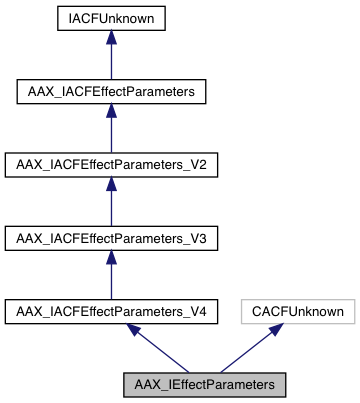 IACFUnknown
AAX_IACFEffectParameters
AAX_IACFEffectParameters_V2
AAX_IACFEffectParameters_V3
AAX_IACFEffectParameters_V4
CACFUnknown
AAX_IEffectParameters